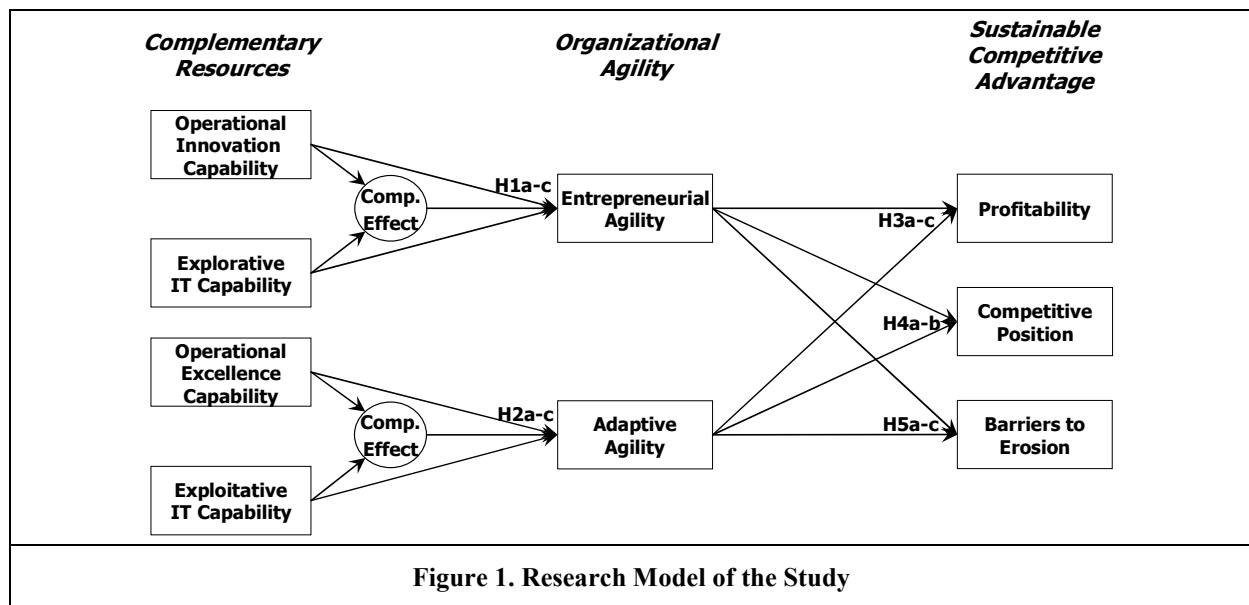 Complementary
Resources
Organizational
Agility
Sustainable
Competitive
Advantage
Operational
Innovation
Capability
Comp.
Effect
Explorative
IT Capability
H1a-c
Entrepreneurial
Agility
H3a-c
Profitability
H4a-b
Competitive
Position
Operational
Excellence
Capability
Comp.
Effect
Exploitative
IT Capability
H2a-c
Adaptive
Agility
H5a-c
Barriers to
Erosion
Figure 1. Research Model of the Study